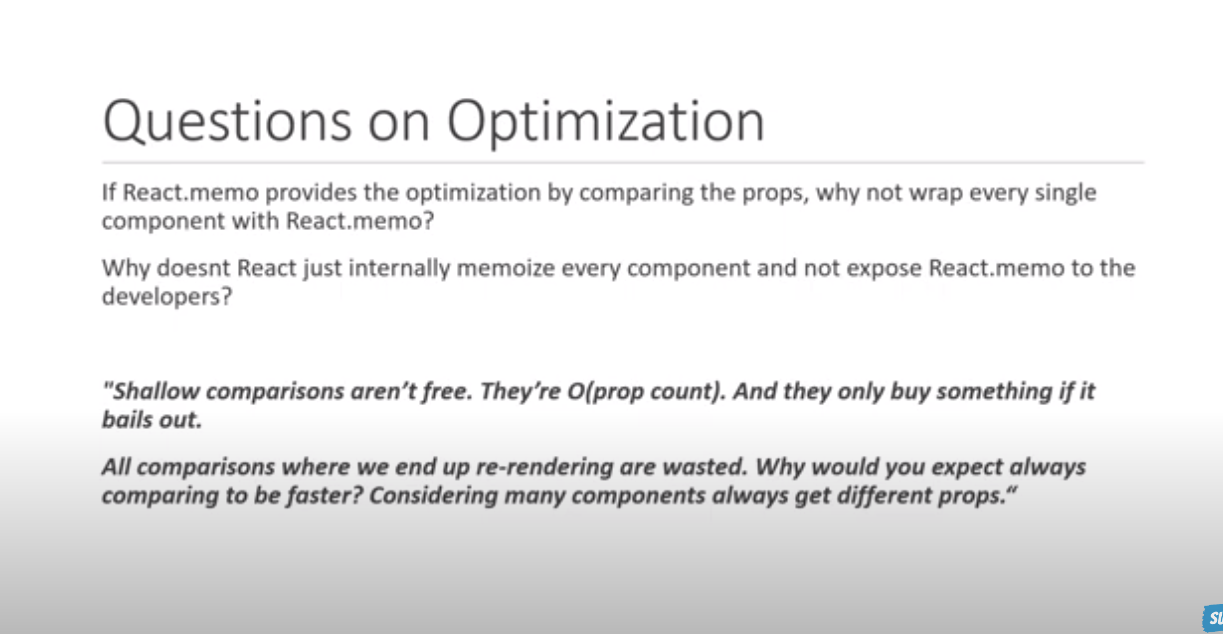 Questions on Optimization
If React.memo provides the optimization by comparing the props, why not wrap every single
component with React.memo?
Why doesnt React just internally memoize every component and not expose React.memo to the
developers?
"Shallow comparisons aren’t free. They’re O(prop count). And they only buy something if it
bails out.
All comparisons where we end up re-rendering are wasted. Why would you expect always
comparing to be faster? Considering many components always get different props.“